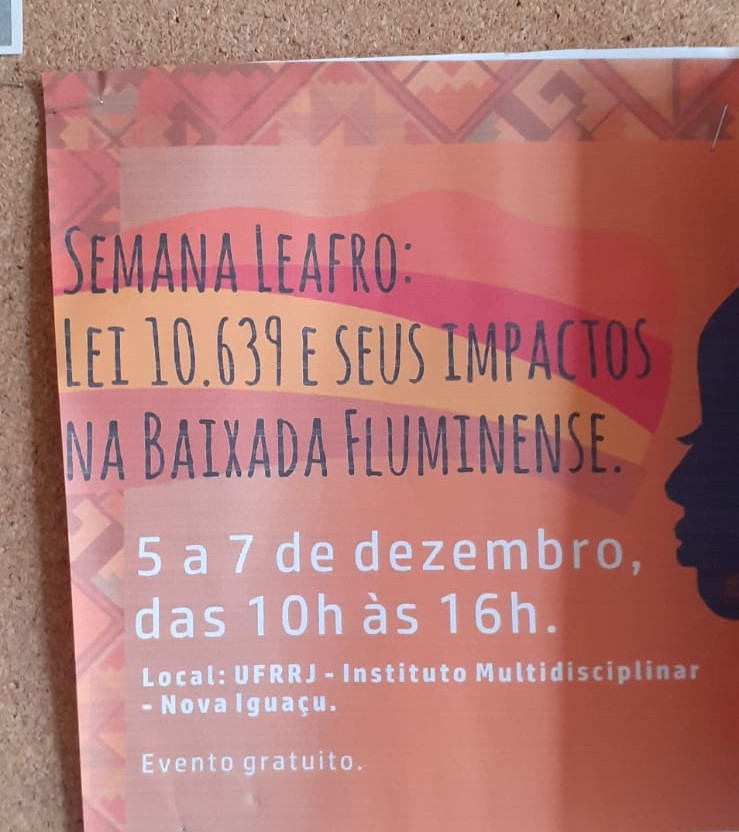 Semana Leafro:
Lei 10.639 e seus impactos
na Baixada Fluminense.
5 a 7 de dezembro,
das 10h às 16h.
Local: UFRRJ - Instituto Multidisciplinar
- Nova Iguaçu.
Evento gratuito.